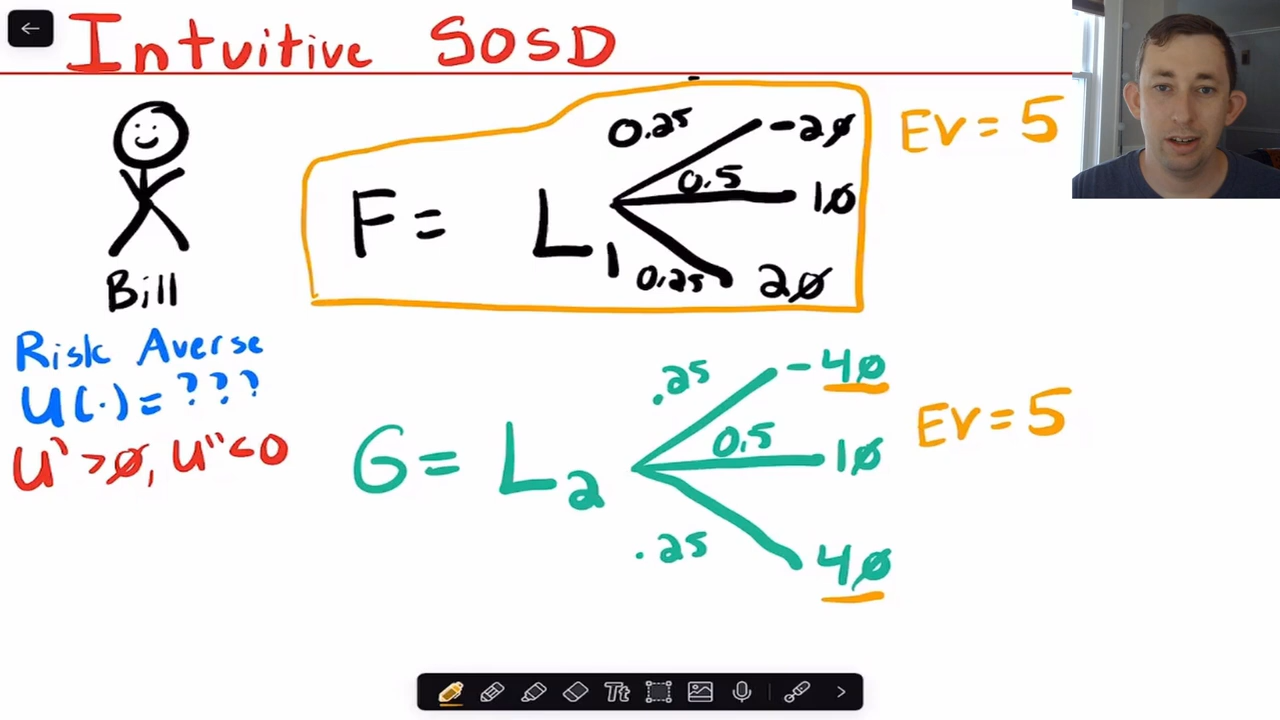 Intuitive SOSD
0.25 -20
EV = 5
0.5 10
F = L1
0.25 20
Bill
Risk Averse
U(·) = ???
U' >0, U'' <0
.25 -40
EV = 5
0.5 10
G = L2
.25 40
Tt